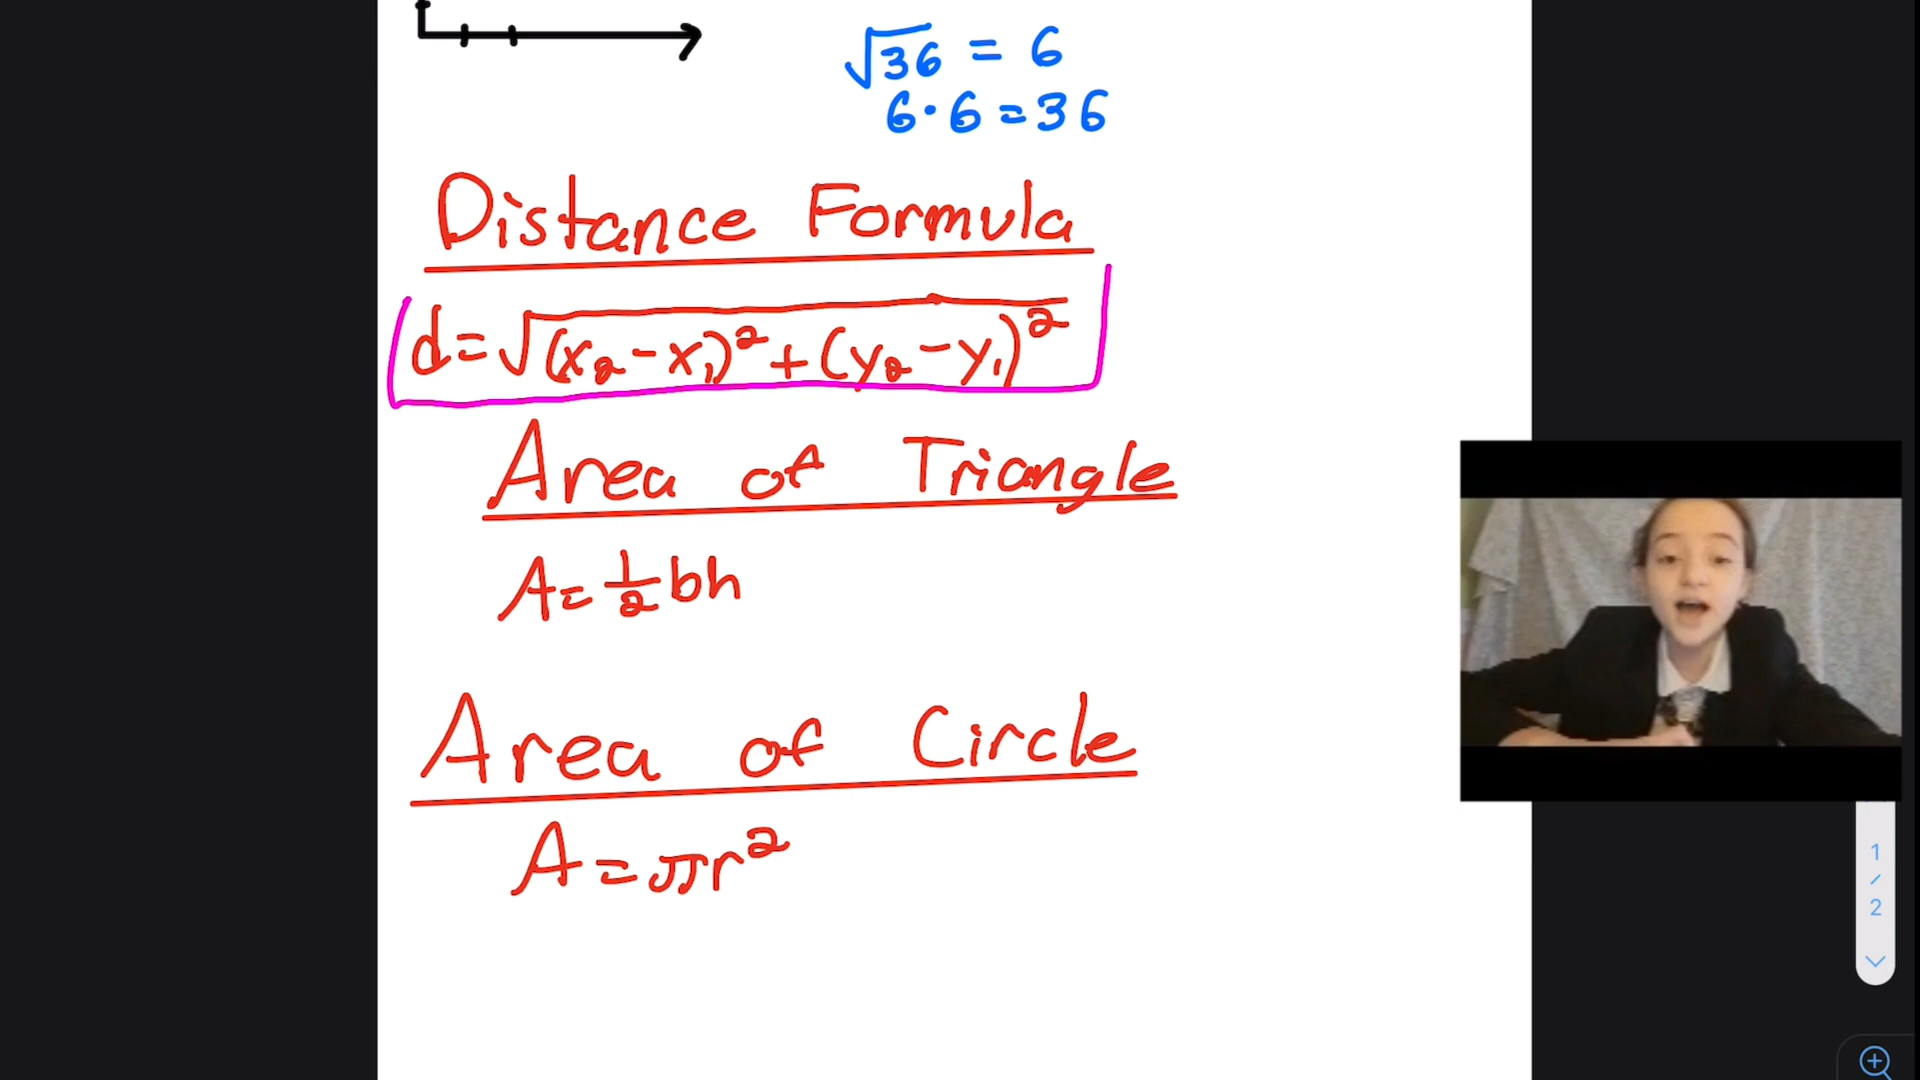 √36 = 6
6·6=36
Distance Formula
d=√(x₂-x₁)²+(y₂-y₁)²
Area of Triangle
A=½bh
Area of Circle
A=πr²
1
/
2